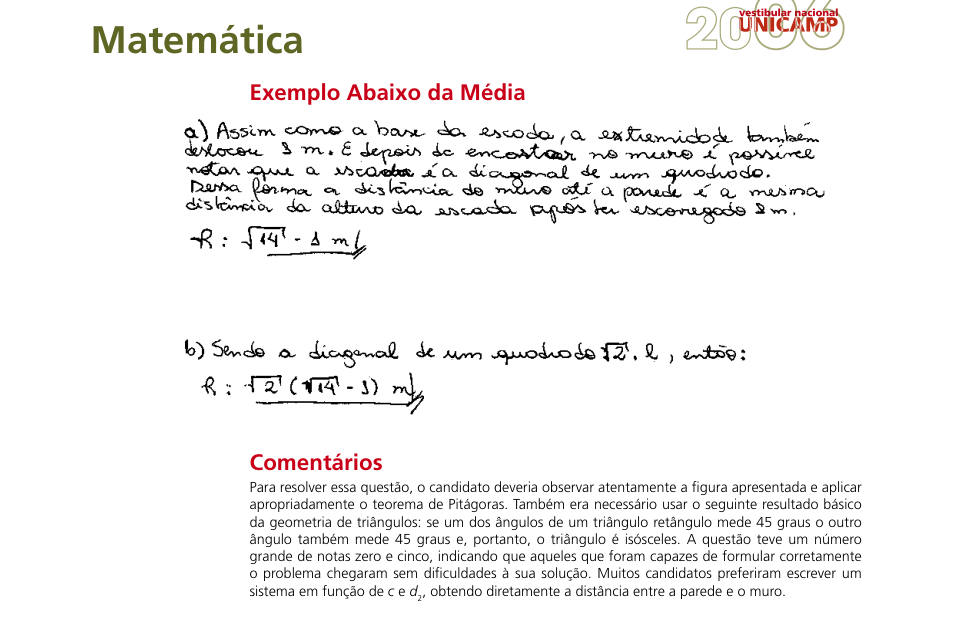 Matemática
2006
vestibular nacional
UNICAMP
Exemplo Abaixo da Média
a) Assim como a base da escada, a extremidade também
deslocou 1 m. E depois de encostar no muro é possível
notar que a escada é a diagonal de um quadrado.
Dessa forma a distância do muro até a parede é a mesma
distância da altura da escada após ter escorregado 1 m.
R: √14 - 1 m
b) Sendo a diagonal de um quadrado √2 . l , então:
R: √2 (√14 - 1) m
Comentários
Para resolver essa questão, o candidato deveria observar atentamente a figura apresentada e aplicar
apropriadamente o teorema de Pitágoras. Também era necessário usar o seguinte resultado básico
da geometria de triângulos: se um dos ângulos de um triângulo retângulo mede 45 graus o outro
ângulo também mede 45 graus e, portanto, o triângulo é isósceles. A questão teve um número
grande de notas zero e cinco, indicando que aqueles que foram capazes de formular corretamente
o problema chegaram sem dificuldades à sua solução. Muitos candidatos preferiram escrever um
sistema em função de c e d₂, obtendo diretamente a distância entre a parede e o muro.